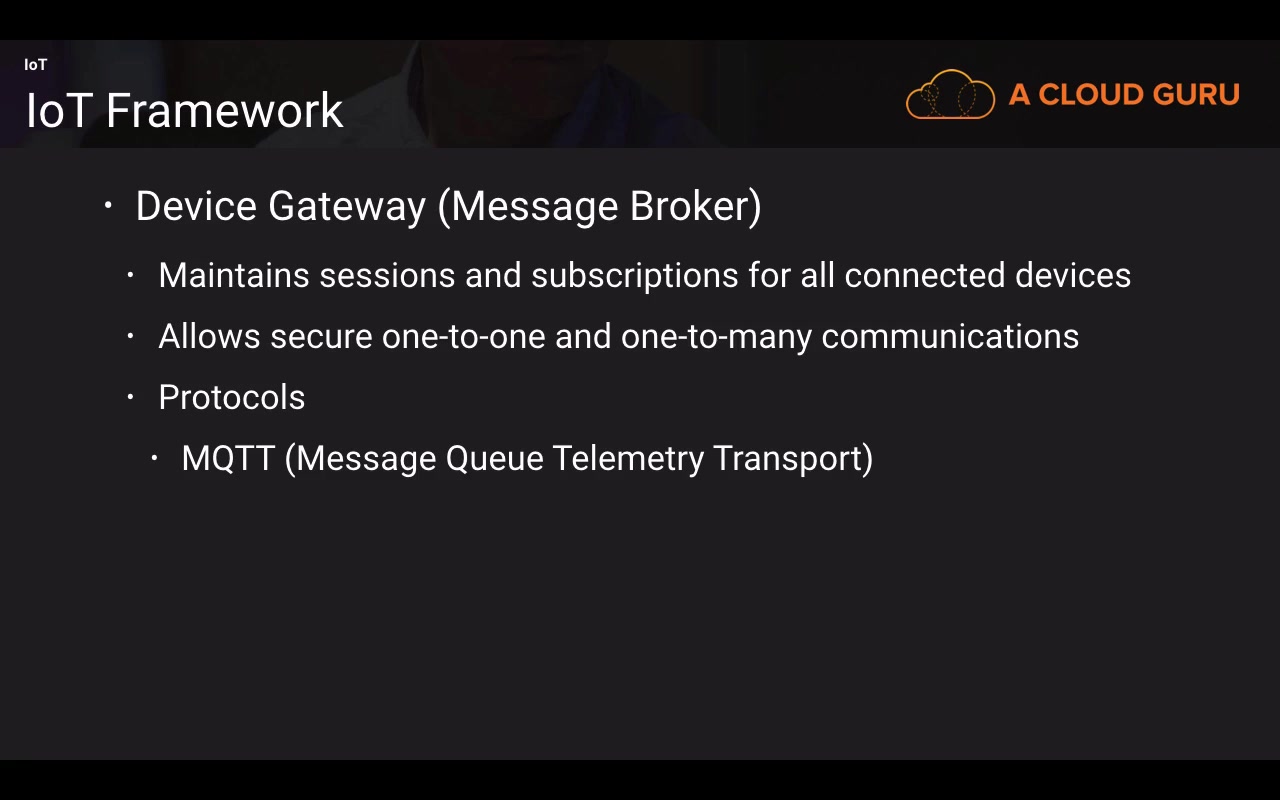 IoT
IoT Framework
A CLOUD GURU
• Device Gateway (Message Broker)
• Maintains sessions and subscriptions for all connected devices
• Allows secure one-to-one and one-to-many communications
• Protocols
• MQTT (Message Queue Telemetry Transport)